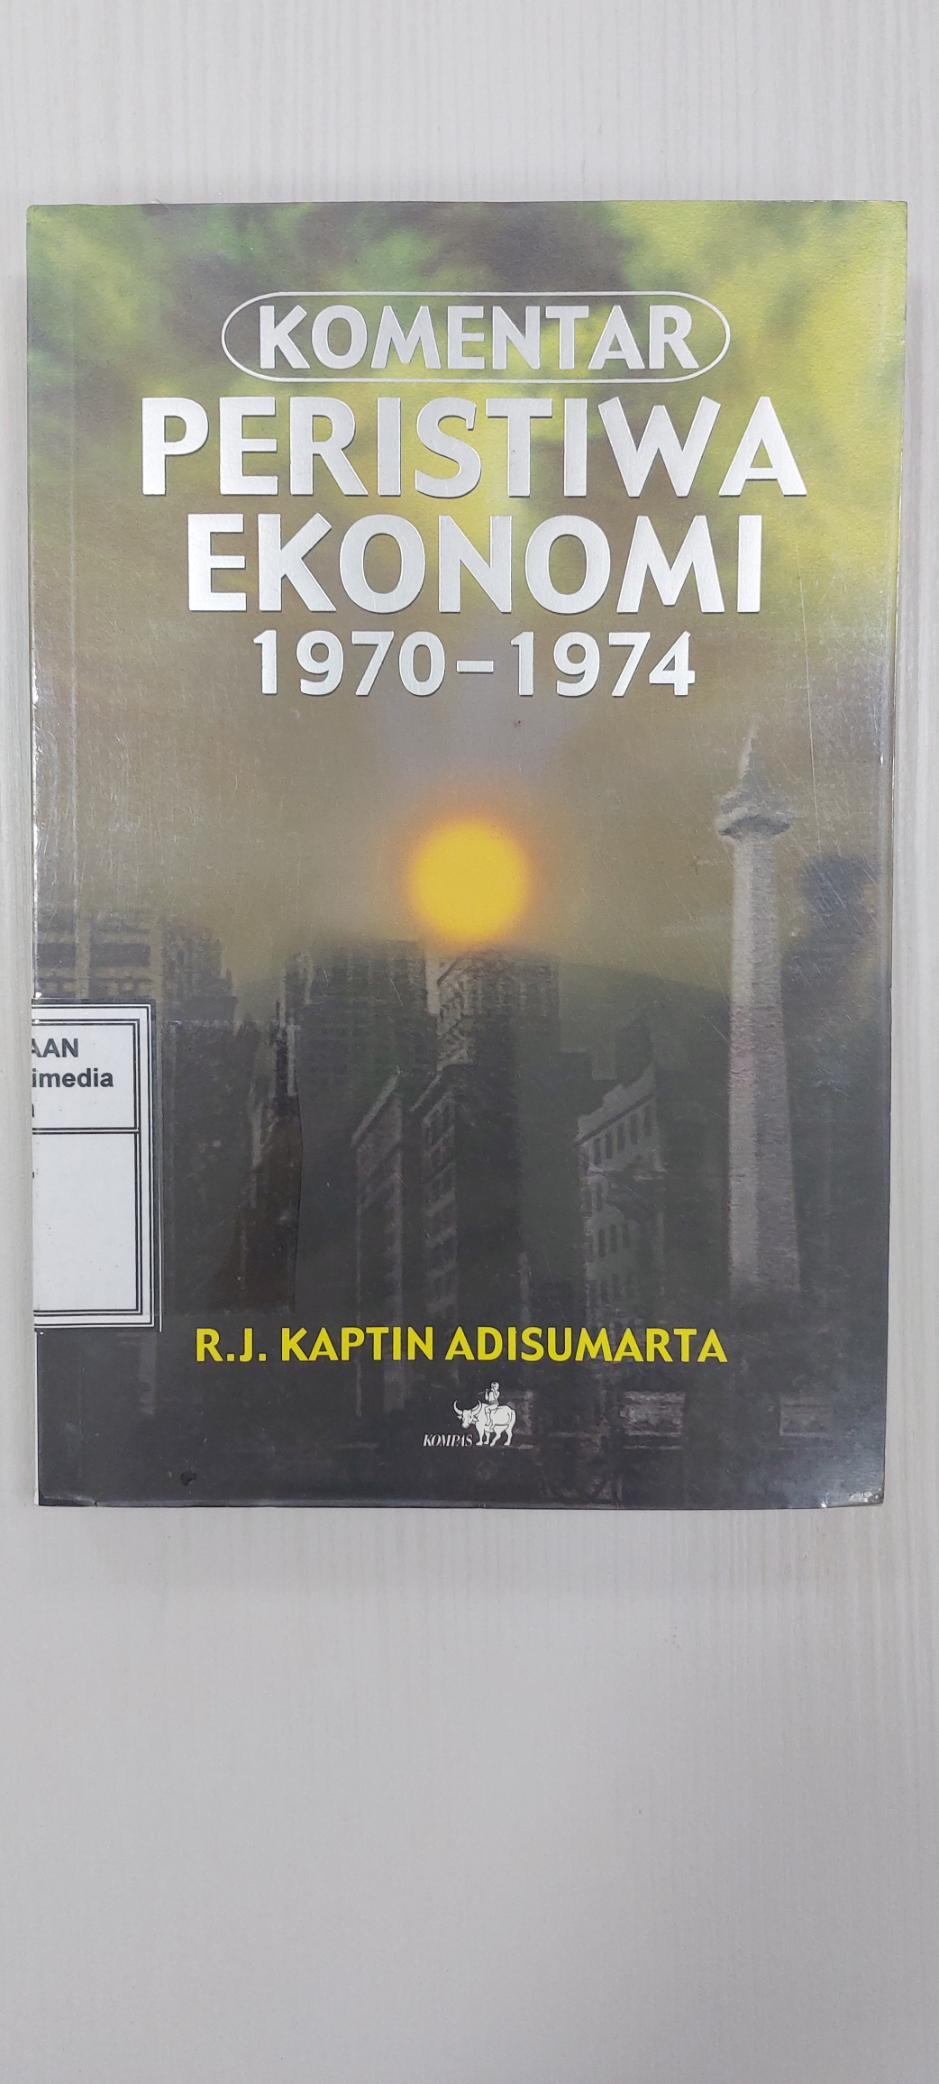 KOMENTAR
PERISTIWA
EKONOMI
1970-1974
AAN
imedia
R.J. KAPTIN ADISUMARTA
KOMPAS